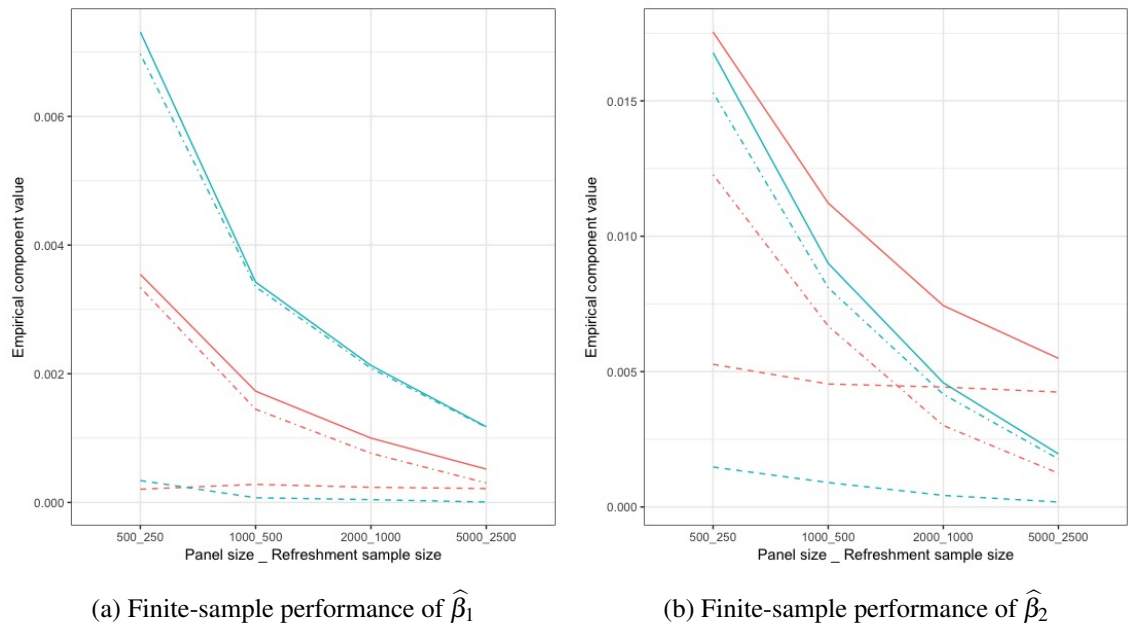 Empirical component value
0.006
0.004
0.002
0.000
500_250
1000_500
2000_1000
5000_2500
Panel size _ Refreshment sample size
(a) Finite-sample performance of β̂₁
Empirical component value
0.015
0.010
0.005
0.000
500_250
1000_500
2000_1000
5000_2500
Panel size _ Refreshment sample size
(b) Finite-sample performance of β̂₂